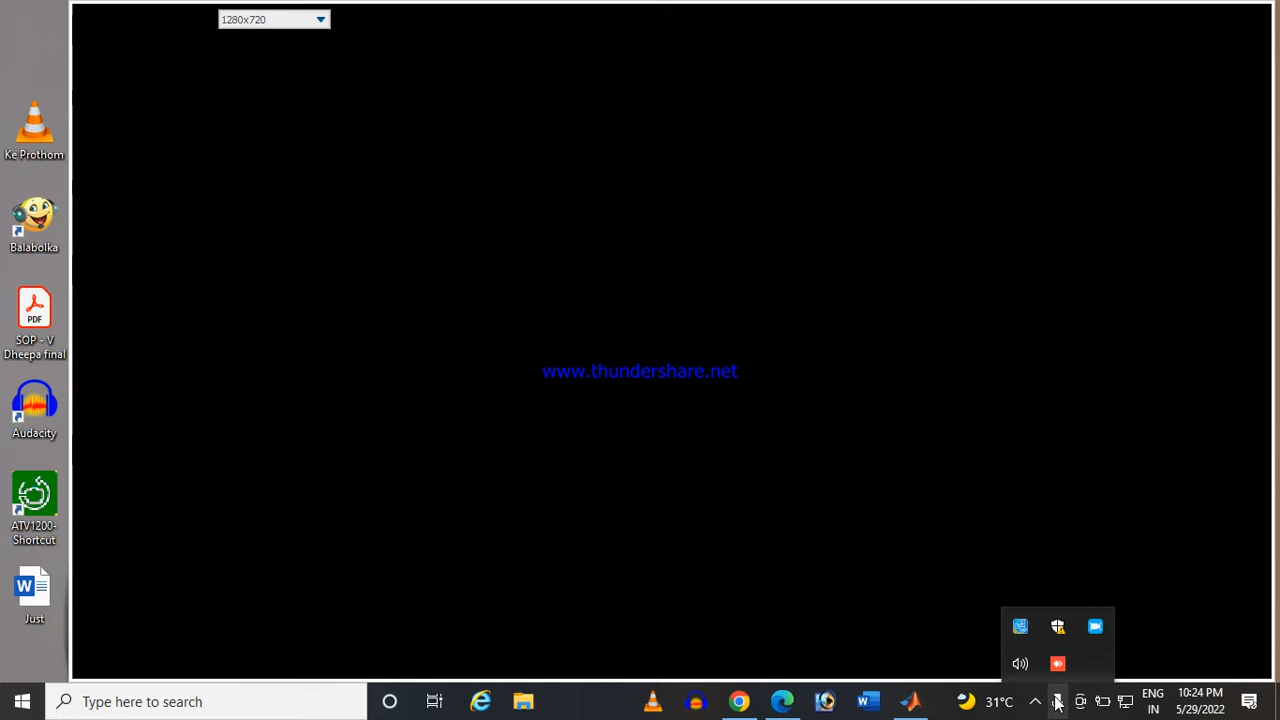 1280x720
Ke Prothom
Balabolka
PDF
SOP - V
Dheepa final
www.thundershare.net
Audacity
ATV1200-
Shortcut
W
Just
Type here to search
W
31°C
ENG
IN
10:24 PM
5/29/2022